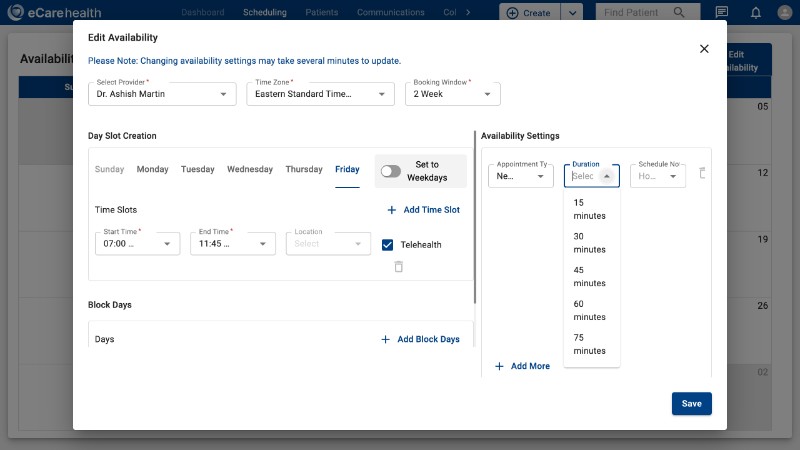 eCarehealth
Dashboard Scheduling Patients Communications Col
Create
Find Patient
Availability
Edit
Su
05
12
19
26
02
Edit Availability
Please Note: Changing availability settings may take several minutes to update.
Select Provider *
Dr. Ashish Martin
Time Zone *
Eastern Standard Time...
Booking Window *
2 Week
Day Slot Creation
Sunday Monday Tuesday Wednesday Thursday Friday
Set to
Weekdays
Time Slots
Add Time Slot
Start Time *
07:00 ...
End Time *
11:45 ...
Location
Select
Telehealth
Block Days
Days
Add Block Days
Availability Settings
Appointment Ty
Ne...
Duration
Selec
Schedule No
Ho...
15
minutes
30
minutes
45
minutes
60
minutes
75
minutes
Add More
Save